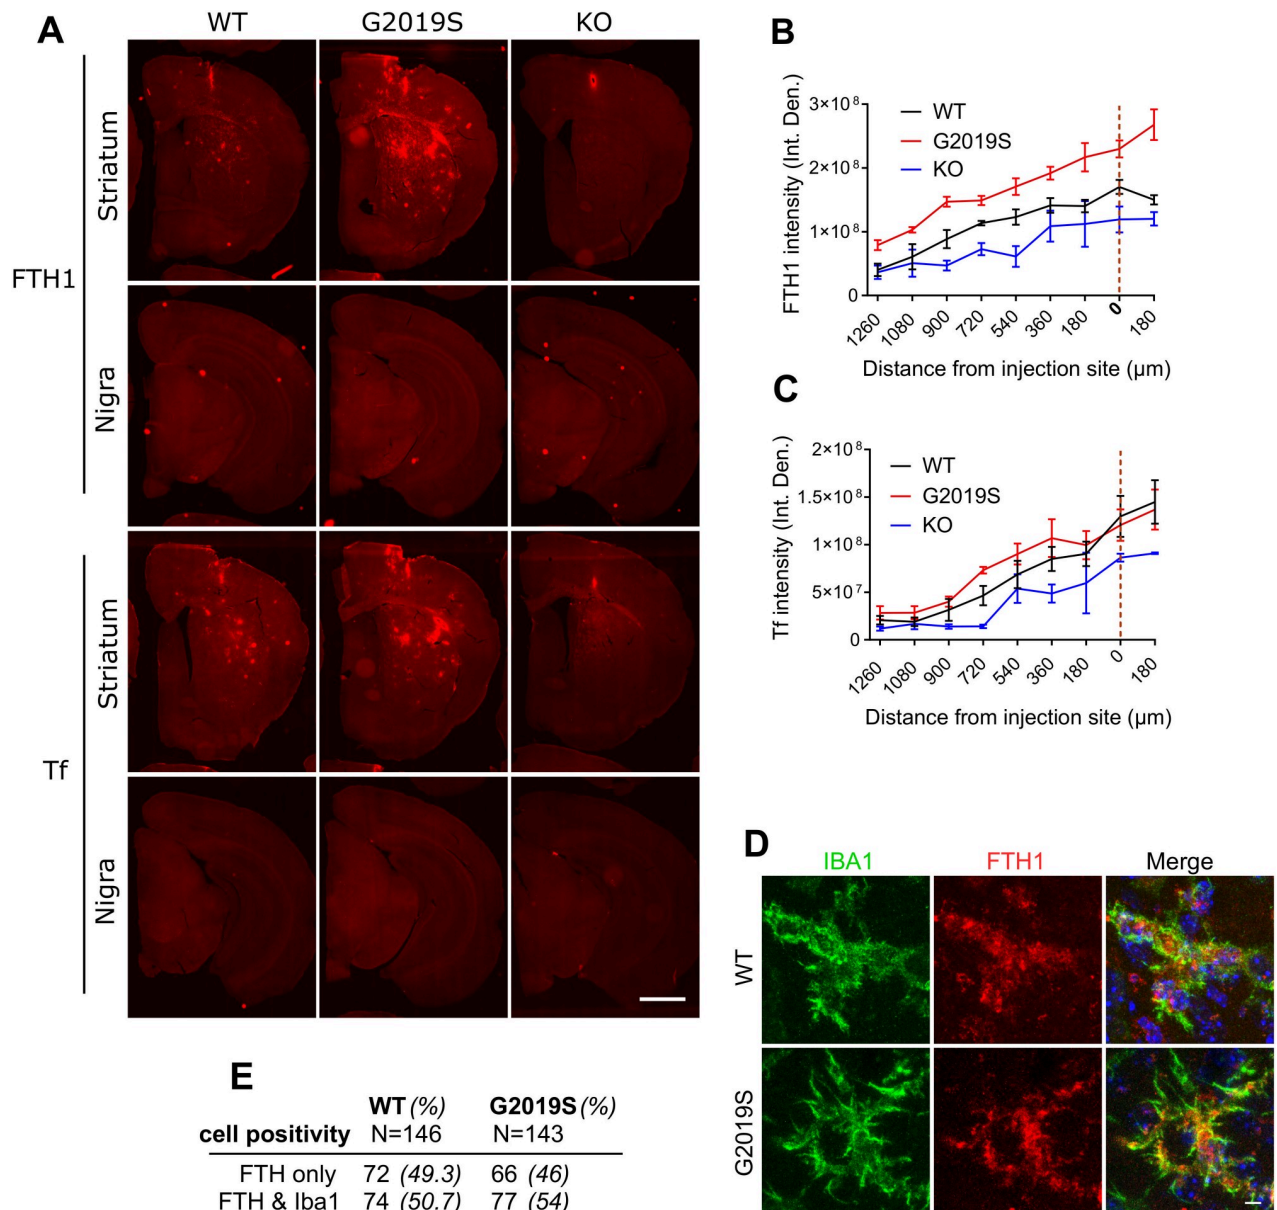 A
WT G2019S KO
FTH1
Striatum
Nigra
Tf
Striatum
Nigra
B
FTH1 intensity (Int. Den.)
3×10⁸
2×10⁸
1×10⁸
0
WT
G2019S
KO
1260 1080 900 720 540 360 180 0 180
Distance from injection site (µm)
C
Tf intensity (Int. Den.)
2×10⁸
1.5×10⁸
1×10⁸
5×10⁷
0
WT
G2019S
KO
1260 1080 900 720 540 360 180 0 180
Distance from injection site (µm)
D
IBA1 FTH1 Merge
WT
G2019S
E
WT (%) G2019S (%)
cell positivity N=146 N=143
FTH only 72 (49.3) 66 (46)
FTH & Iba1 74 (50.7) 77 (54)